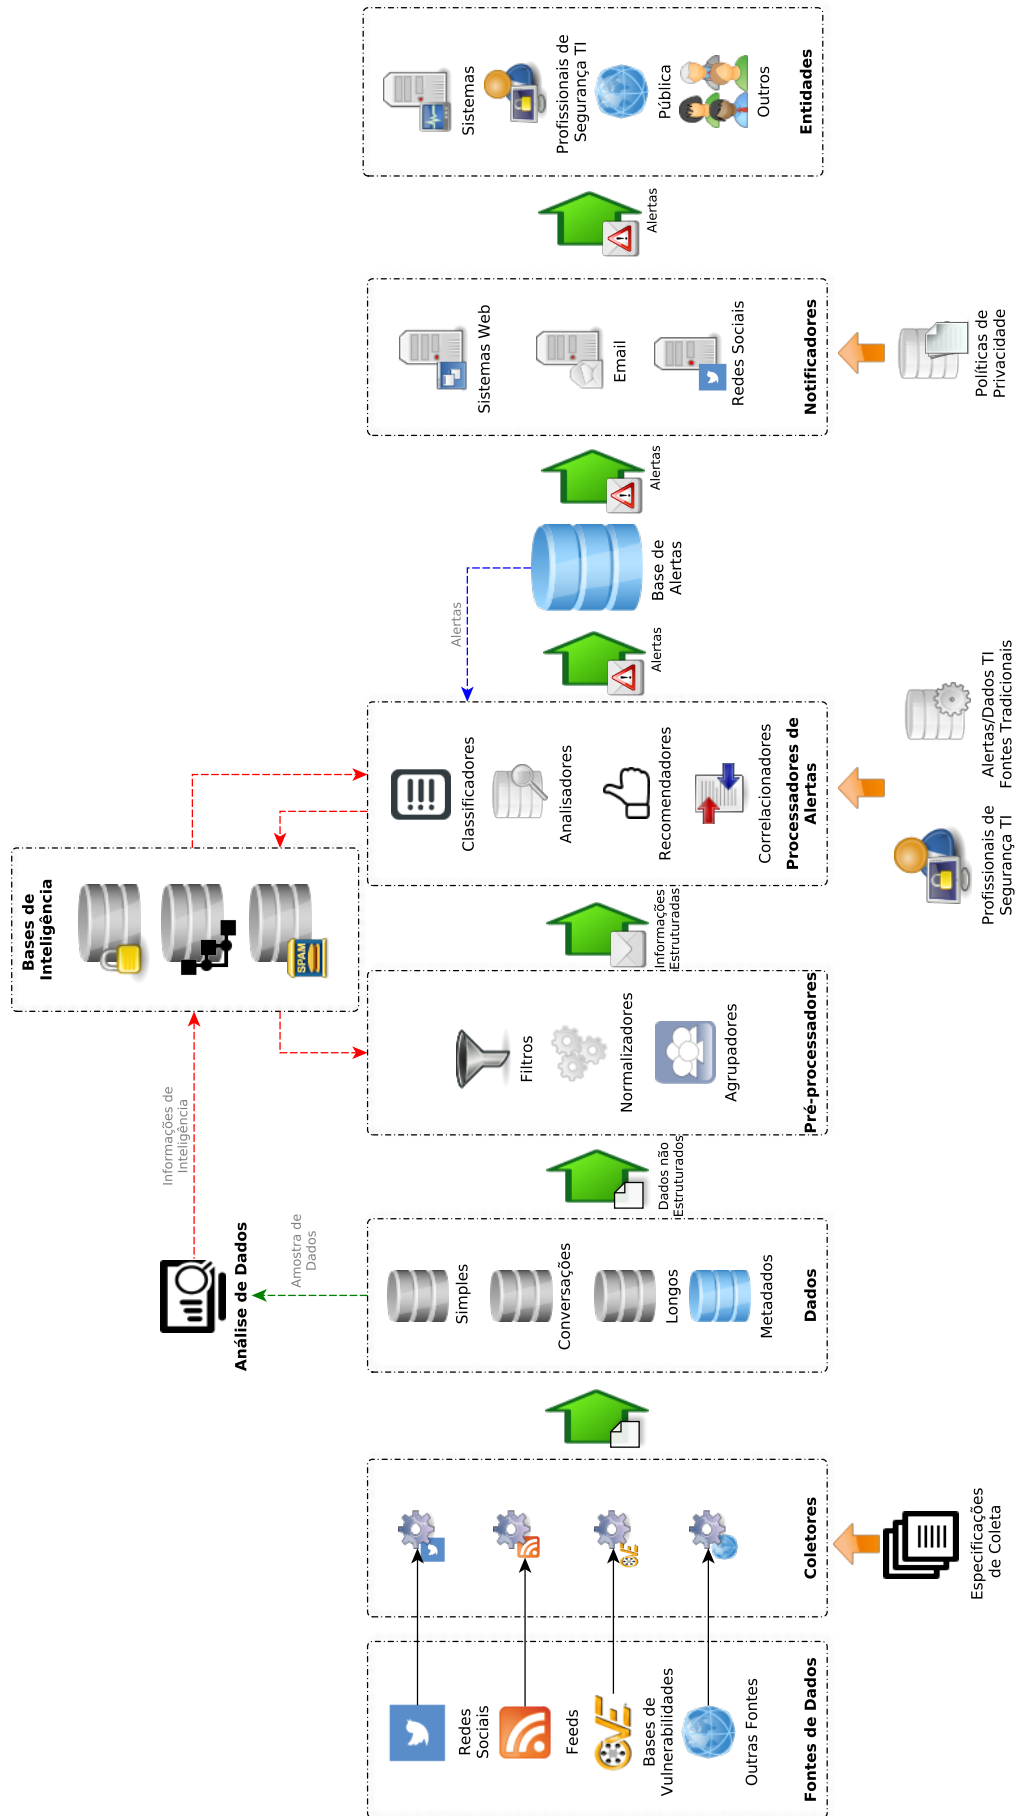 Fontes de Dados
Redes
Sociais
Feeds
Bases de
Vulnerabilidades
Outras Fontes
Coletores
Especificações
de Coleta
Dados
Simples
Conversações
Longos
Metadados
Amostra de
Dados
Análise de Dados
Informações de
Inteligência
Bases de
Inteligência
SPAM
Dados não
Estruturados
Pré-processadores
Filtros
Normalizadores
Agrupadores
Informações
Estruturadas
Processadores de
Alertas
Classificadores
Analisadores
Recomendadores
Correlacionadores
Profissionais de
Segurança TI
Alertas/Dados TI
Fontes Tradicionais
Alertas
Alertas
Base de
Alertas
Alertas
Notificadores
Sistemas Web
Email
Redes Sociais
Políticas de
Privacidade
Alertas
Entidades
Sistemas
Profissionais de
Segurança TI
Pública
Outros